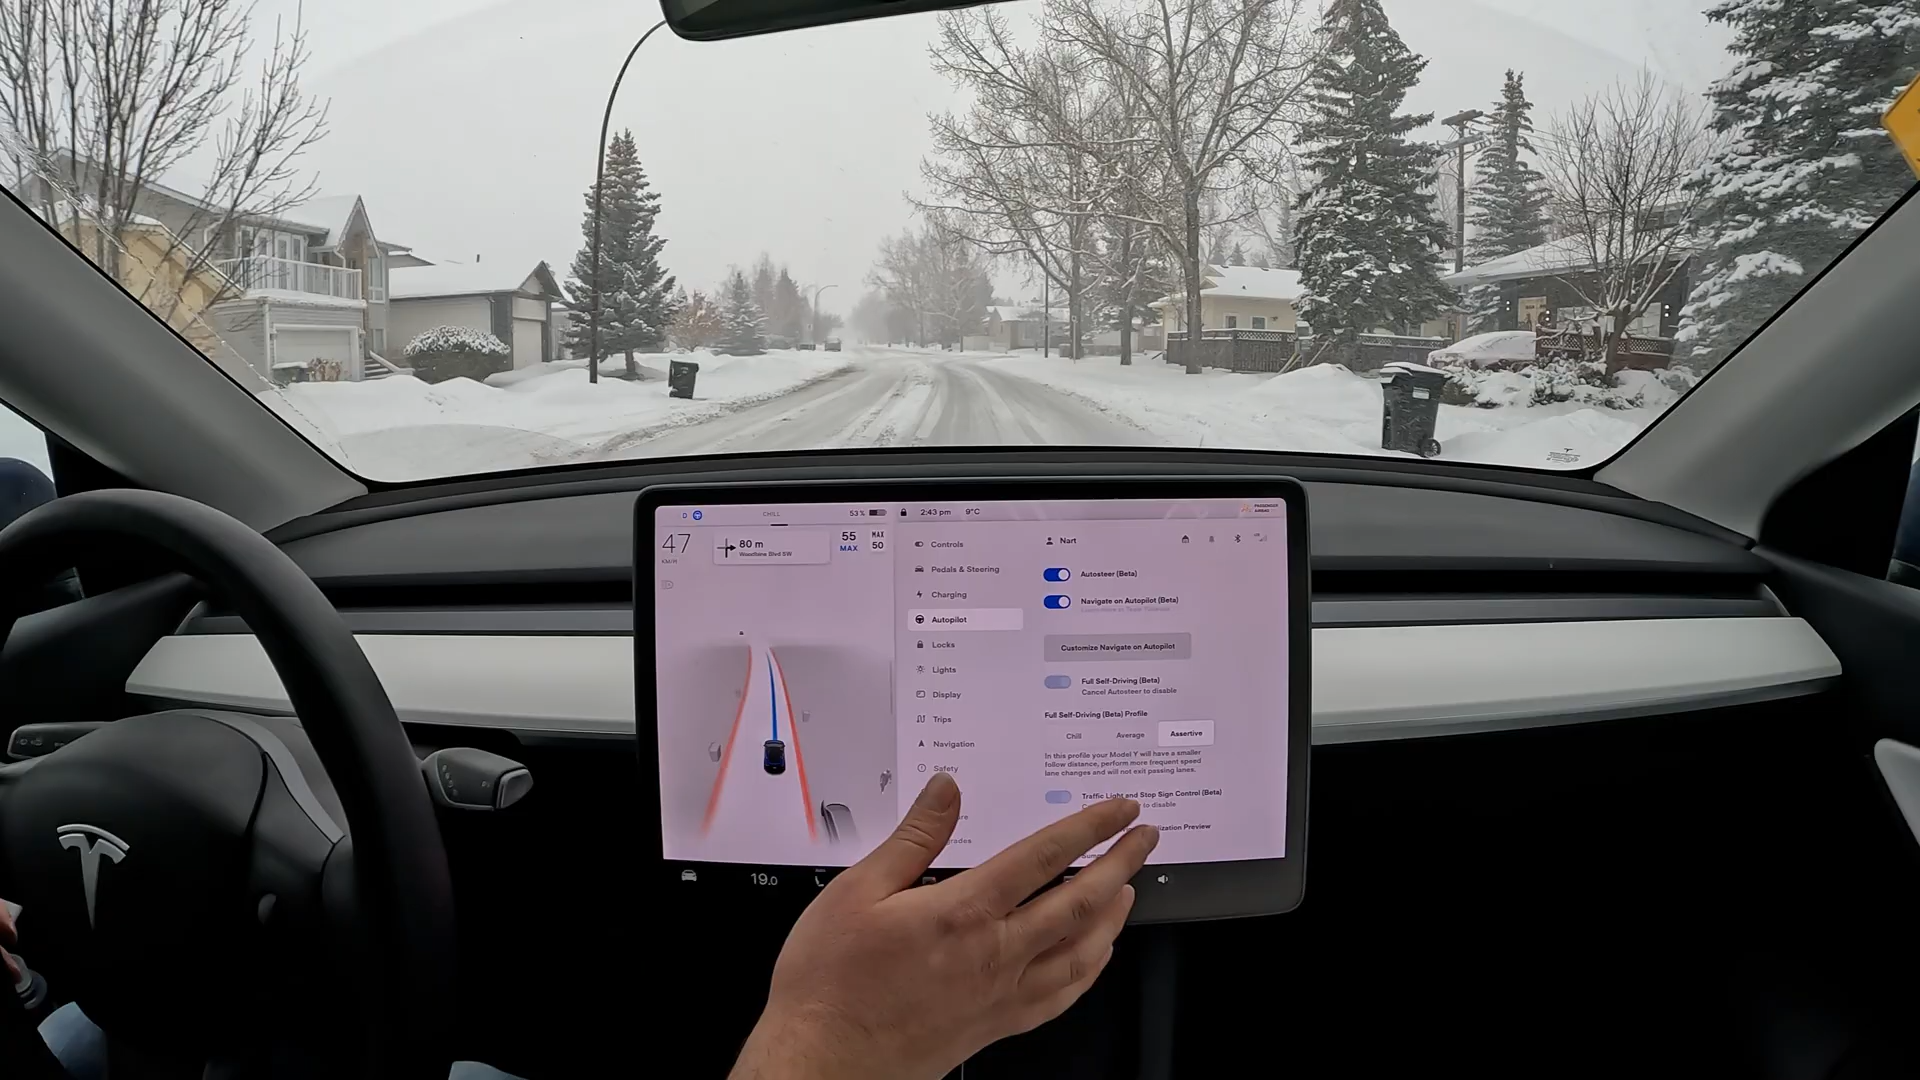 D
CHILL
53 %
2:43 pm
9°C
PASSENGER
AIRBAG
47
KM/H
80 m
55
MAX
MAX
50
Controls
Pedals & Steering
Charging
Autopilot
Locks
Lights
Display
Trips
Navigation
Safety
Nart
Autosteer (Beta)
Navigate on Autopilot (Beta)
Customize Navigate on Autopilot
Full Self-Driving (Beta)
Cancel Autosteer to disable
Full Self-Driving (Beta) Profile
Chill
Average
Assertive
In this profile your Model Y will have a smaller
follow distance, perform more frequent speed
lane changes and will not exit passing lanes.
Traffic Light and Stop Sign Control (Beta)
to disable
Preview
19.0